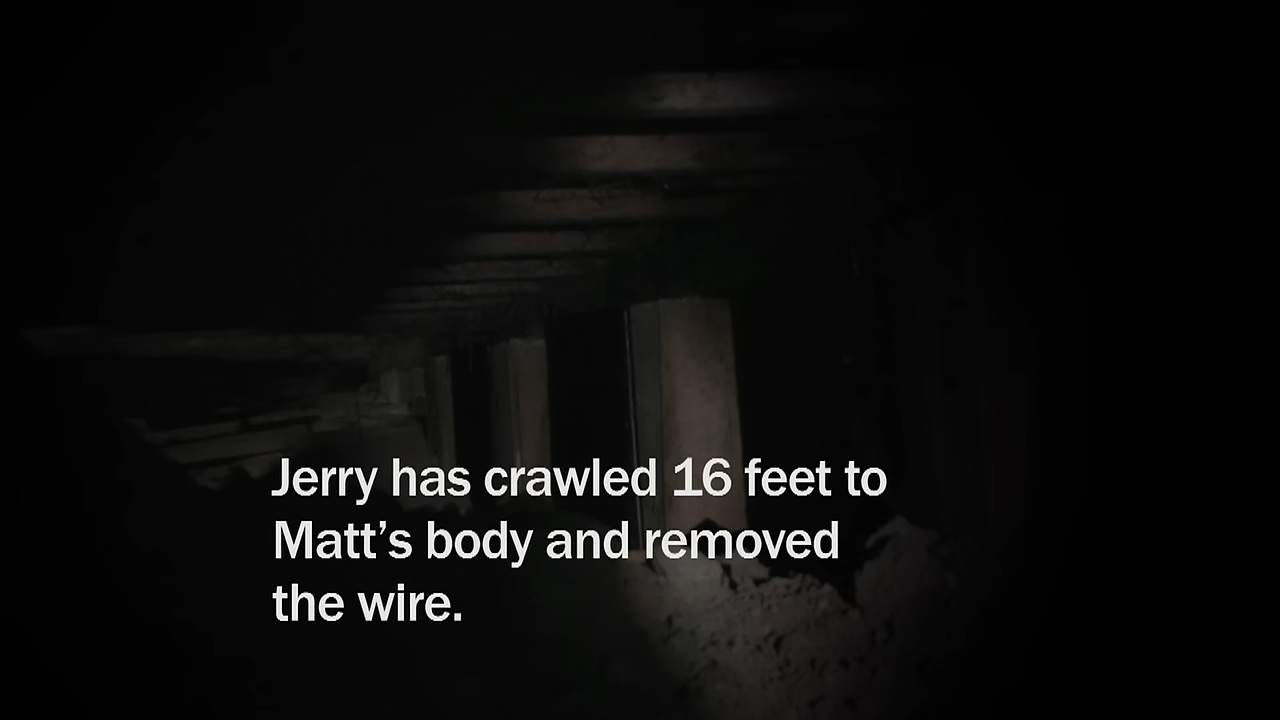 Jerry has crawled 16 feet to
Matt’s body and removed
the wire.